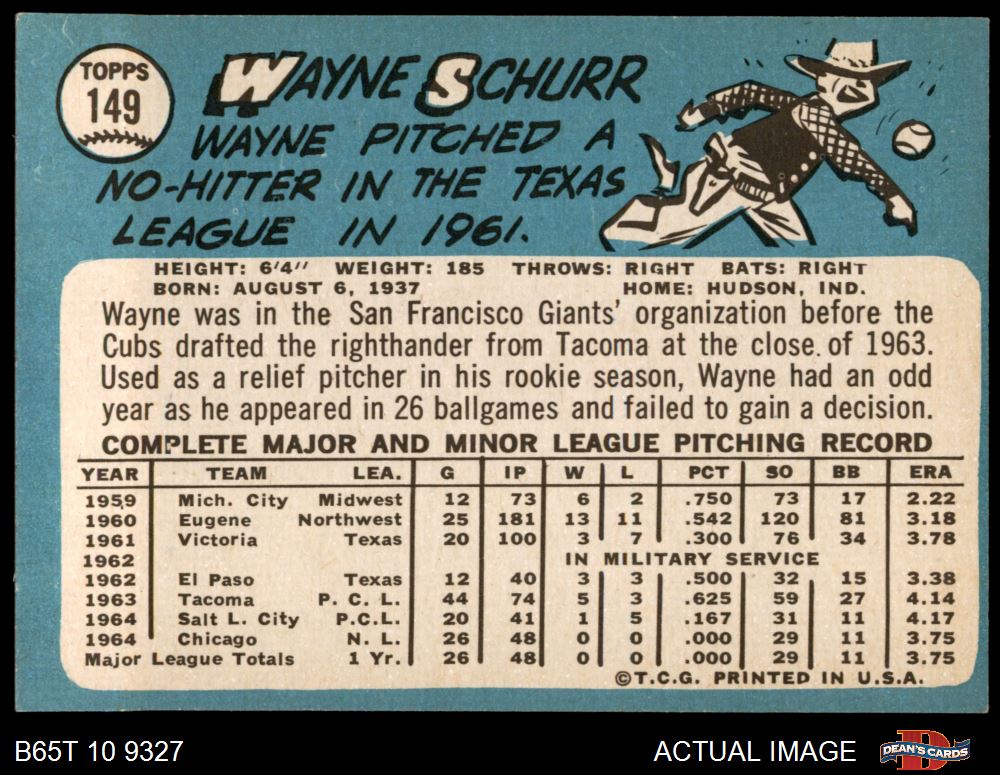 TOPPS
149
WAYNE SCHURR
WAYNE PITCHED A
NO-HITTER IN THE TEXAS
LEAGUE IN 1961.
HEIGHT: 6'4" WEIGHT: 185 THROWS: RIGHT BATS: RIGHT
BORN: AUGUST 6, 1937 HOME: HUDSON, IND.
Wayne was in the San Francisco Giants' organization before the
Cubs drafted the righthander from Tacoma at the close of 1963.
Used as a relief pitcher in his rookie season, Wayne had an odd
year as he appeared in 26 ballgames and failed to gain a decision.
COMPLETE MAJOR AND MINOR LEAGUE PITCHING RECORD
YEAR TEAM LEA. G IP W L PCT SO BB ERA
1959 Mich. City Midwest 12 73 6 2 .750 73 17 2.22
1960 Eugene Northwest 25 181 13 11 .542 120 81 3.18
1961 Victoria Texas 20 100 3 7 .300 76 34 3.78
1962 IN MILITARY SERVICE
1962 El Paso Texas 12 40 3 3 .500 32 15 3.38
1963 Tacoma P. C. L. 44 74 5 3 .625 59 27 4.14
1964 Salt L. City P.C.L. 20 41 1 5 .167 31 11 4.17
1964 Chicago N. L. 26 48 0 0 .000 29 11 3.75
Major League Totals 1 Yr. 26 48 0 0 .000 29 11 3.75
©T.C.G. PRINTED IN U.S.A.
B65T 10 9327 ACTUAL IMAGE DEAN'S CARDS